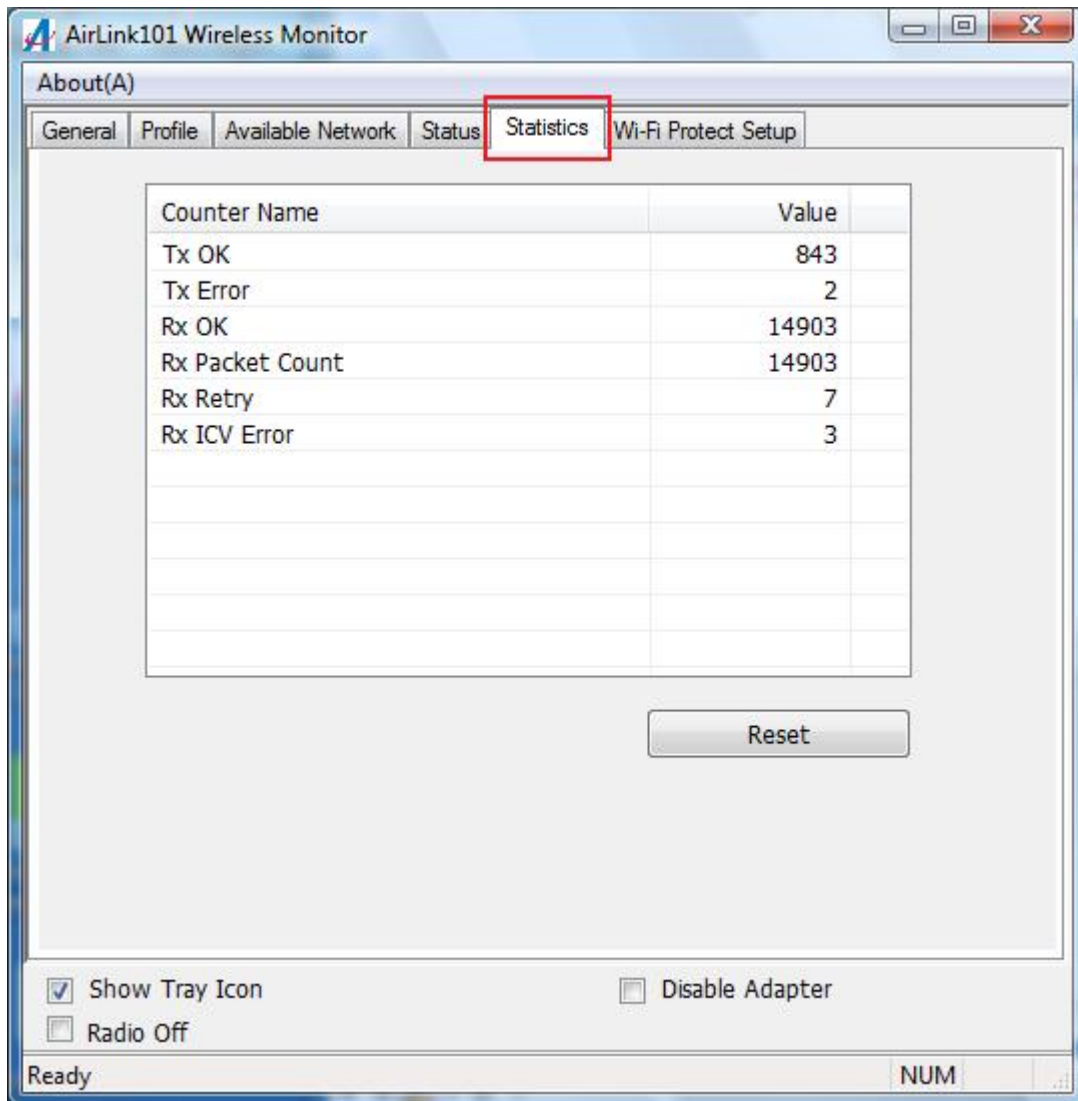 AirLink101 Wireless Monitor
About(A)
General Profile Available Network Status Statistics Wi-Fi Protect Setup
Counter Name Value
Tx OK 843
Tx Error 2
Rx OK 14903
Rx Packet Count 14903
Rx Retry 7
Rx ICV Error 3
Reset
Show Tray Icon Disable Adapter
Radio Off
Ready NUM